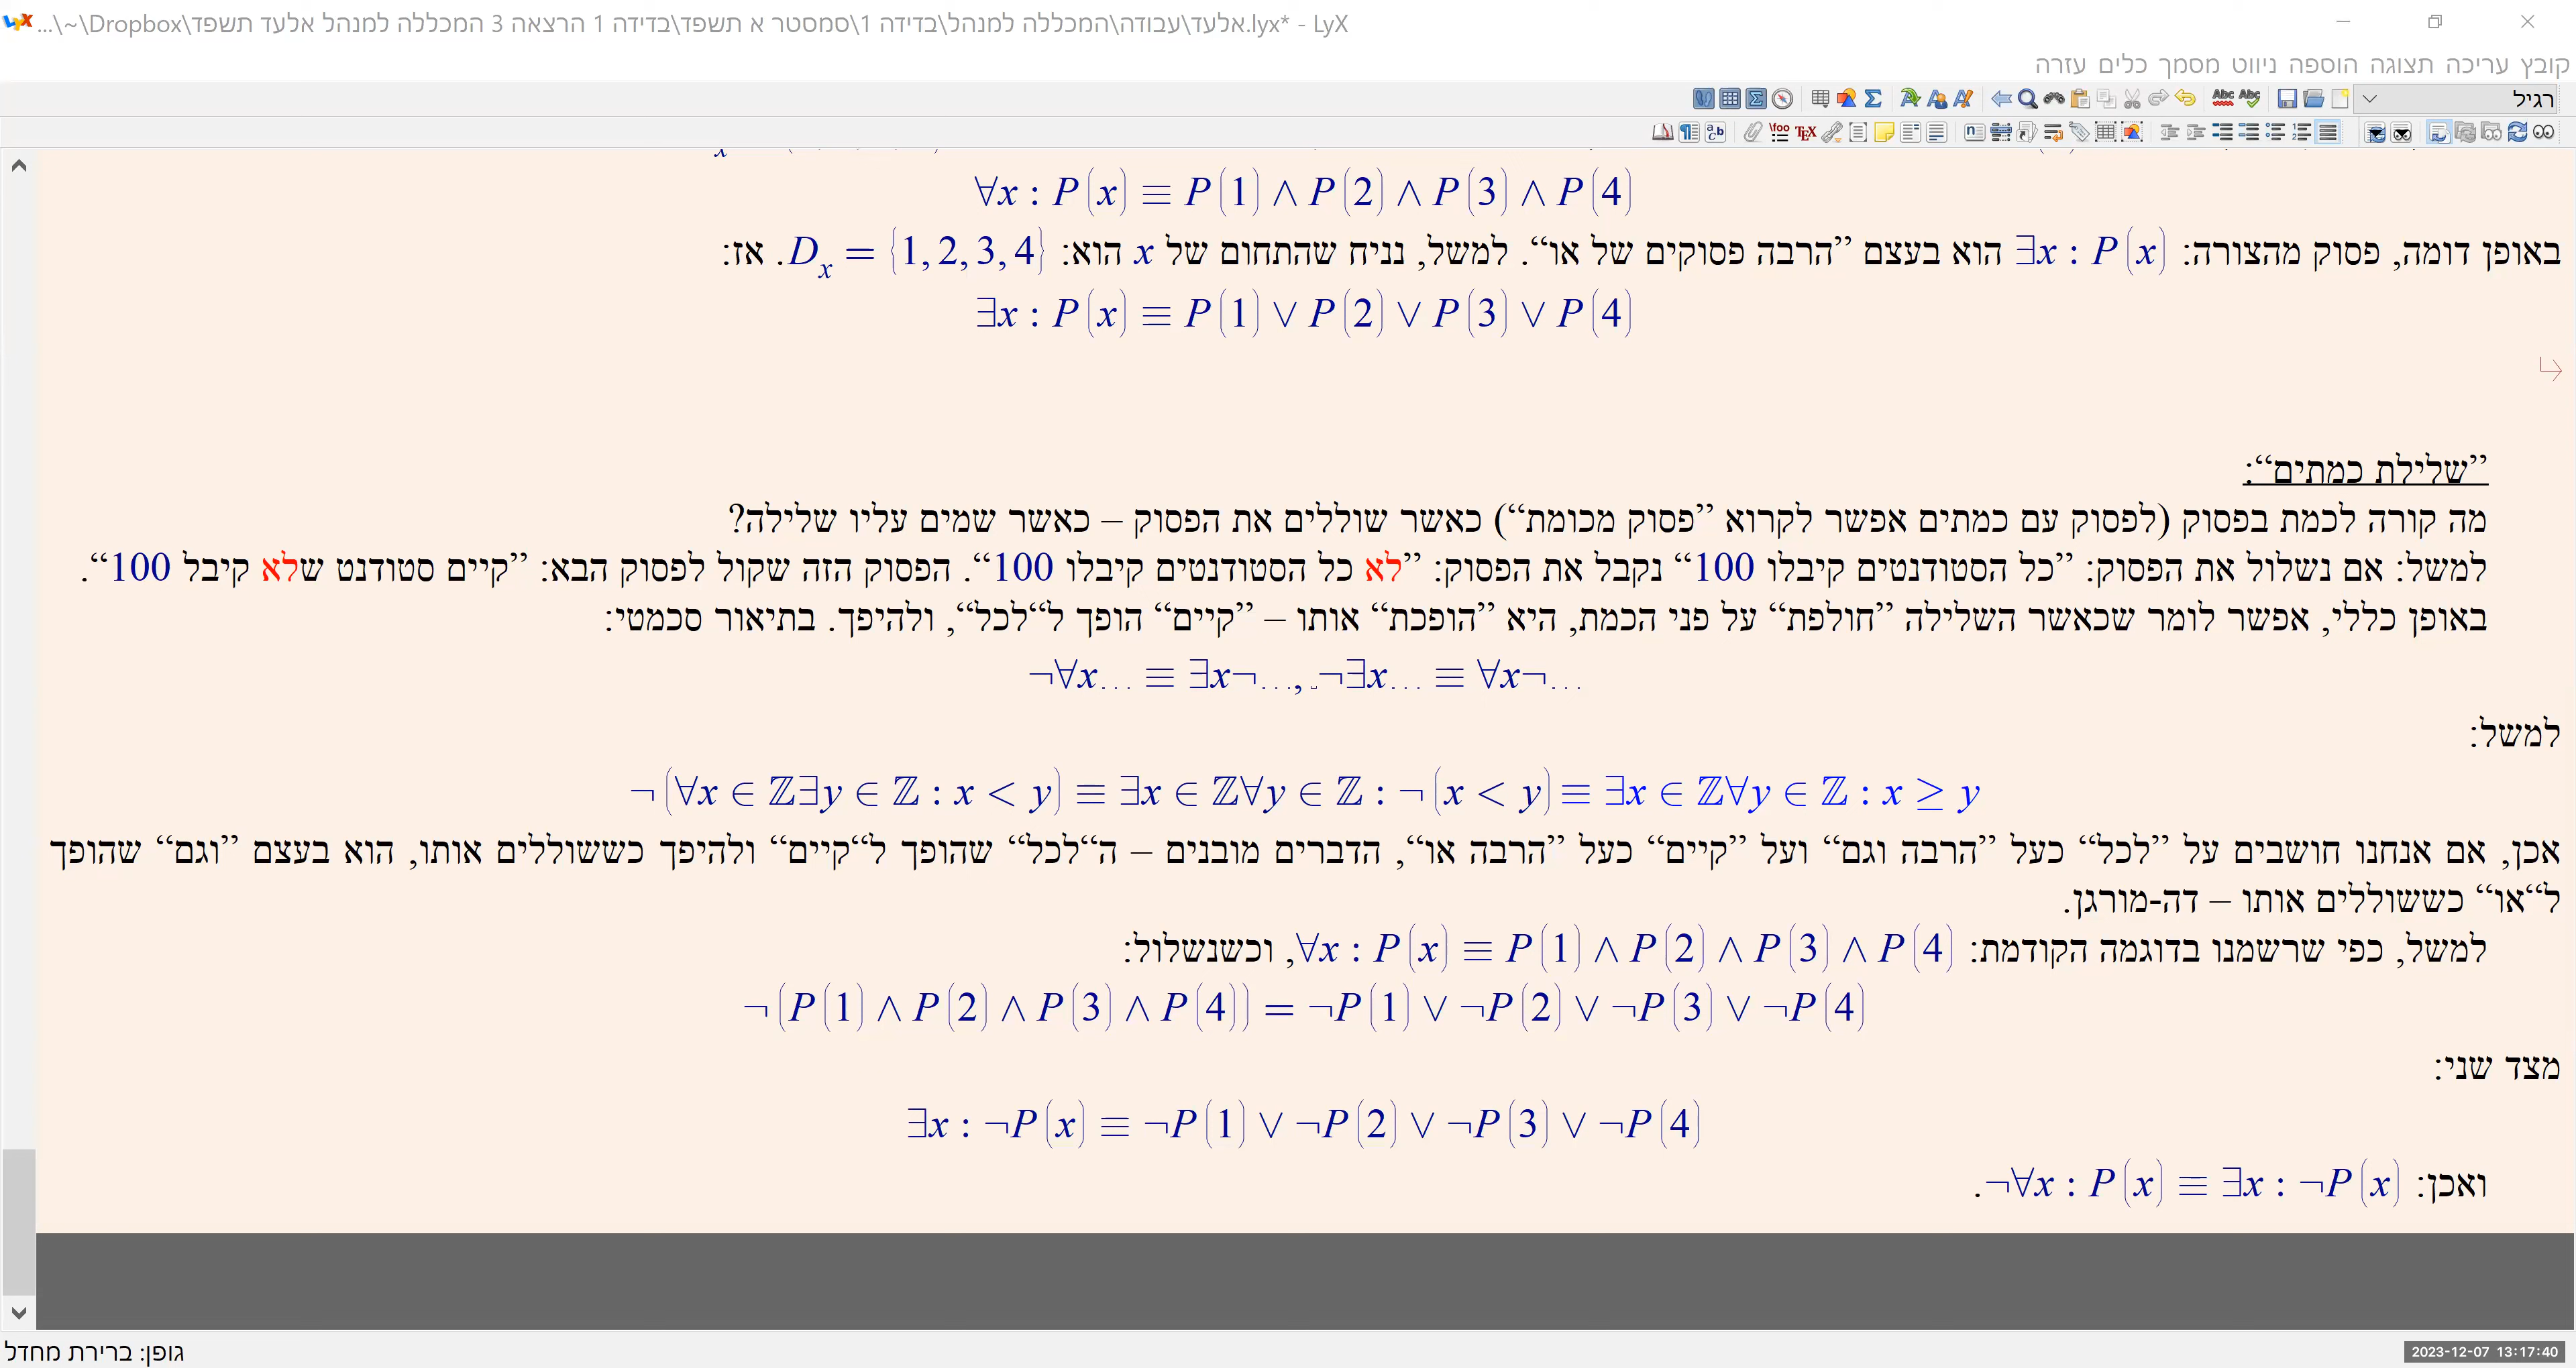 ...\~\Dropbox\אלעד\עבודה\המכללה למנהל\בדידה 1\סמסטר א תשפד\בדידה 1 הרצאה 3 המכללה למנהל אלעד תשפד.lyx* - LyX
קובץ עריכה תצוגה הוספה ניווט מסמך כלים עזרה
רגיל
∀x : P(x) ≡ P(1) ∧ P(2) ∧ P(3) ∧ P(4)
באופן דומה, פסוק מהצורה: ∃x : P(x) הוא בעצם ”הרבה פסוקים של או“. למשל, נניח שהתחום של x הוא: D_x = {1, 2, 3, 4}. אז:
∃x : P(x) ≡ P(1) ∨ P(2) ∨ P(3) ∨ P(4)
”שלילת כמתים“:
מה קורה לכמת בפסוק (לפסוק עם כמתים אפשר לקרוא ”פסוק מכומת“) כאשר שוללים את הפסוק – כאשר שמים עליו שלילה?
למשל: אם נשלול את הפסוק: ”כל הסטודנטים קיבלו 100“ נקבל את הפסוק: ”לא כל הסטודנטים קיבלו 100“. הפסוק הזה שקול לפסוק הבא: ”קיים סטודנט שלא קיבל 100“.
באופן כללי, אפשר לומר שכאשר השלילה ”חולפת“ על פני הכמת, היא ”הופכת“ אותו – ”קיים“ הופך ל“לכל“, ולהיפך. בתיאור סכמטי:
¬∀x... ≡ ∃x¬..., ¬∃x... ≡ ∀x¬...
למשל:
¬(∀x ∈ ℤ∃y ∈ ℤ : x < y) ≡ ∃x ∈ ℤ∀y ∈ ℤ : ¬(x < y) ≡ ∃x ∈ ℤ∀y ∈ ℤ : x ≥ y
אכן, אם אנחנו חושבים על ”לכל“ כעל ”הרבה וגם“ ועל ”קיים“ כעל ”הרבה או“, הדברים מובנים – ה“לכל“ שהופך ל“קיים“ ולהיפך כששוללים אותו, הוא בעצם ”וגם“ שהופך
ל“או“ כששוללים אותו – דה-מורגן.
למשל, כפי שרשמנו בדוגמה הקודמת: ∀x : P(x) ≡ P(1) ∧ P(2) ∧ P(3) ∧ P(4), וכשנשלול:
¬(P(1) ∧ P(2) ∧ P(3) ∧ P(4)) = ¬P(1) ∨ ¬P(2) ∨ ¬P(3) ∨ ¬P(4)
מצד שני:
∃x : ¬P(x) ≡ ¬P(1) ∨ ¬P(2) ∨ ¬P(3) ∨ ¬P(4)
ואכן: ¬∀x : P(x) ≡ ∃x : ¬P(x).
גופן: ברירת מחדל
2023-12-07 13:17:40